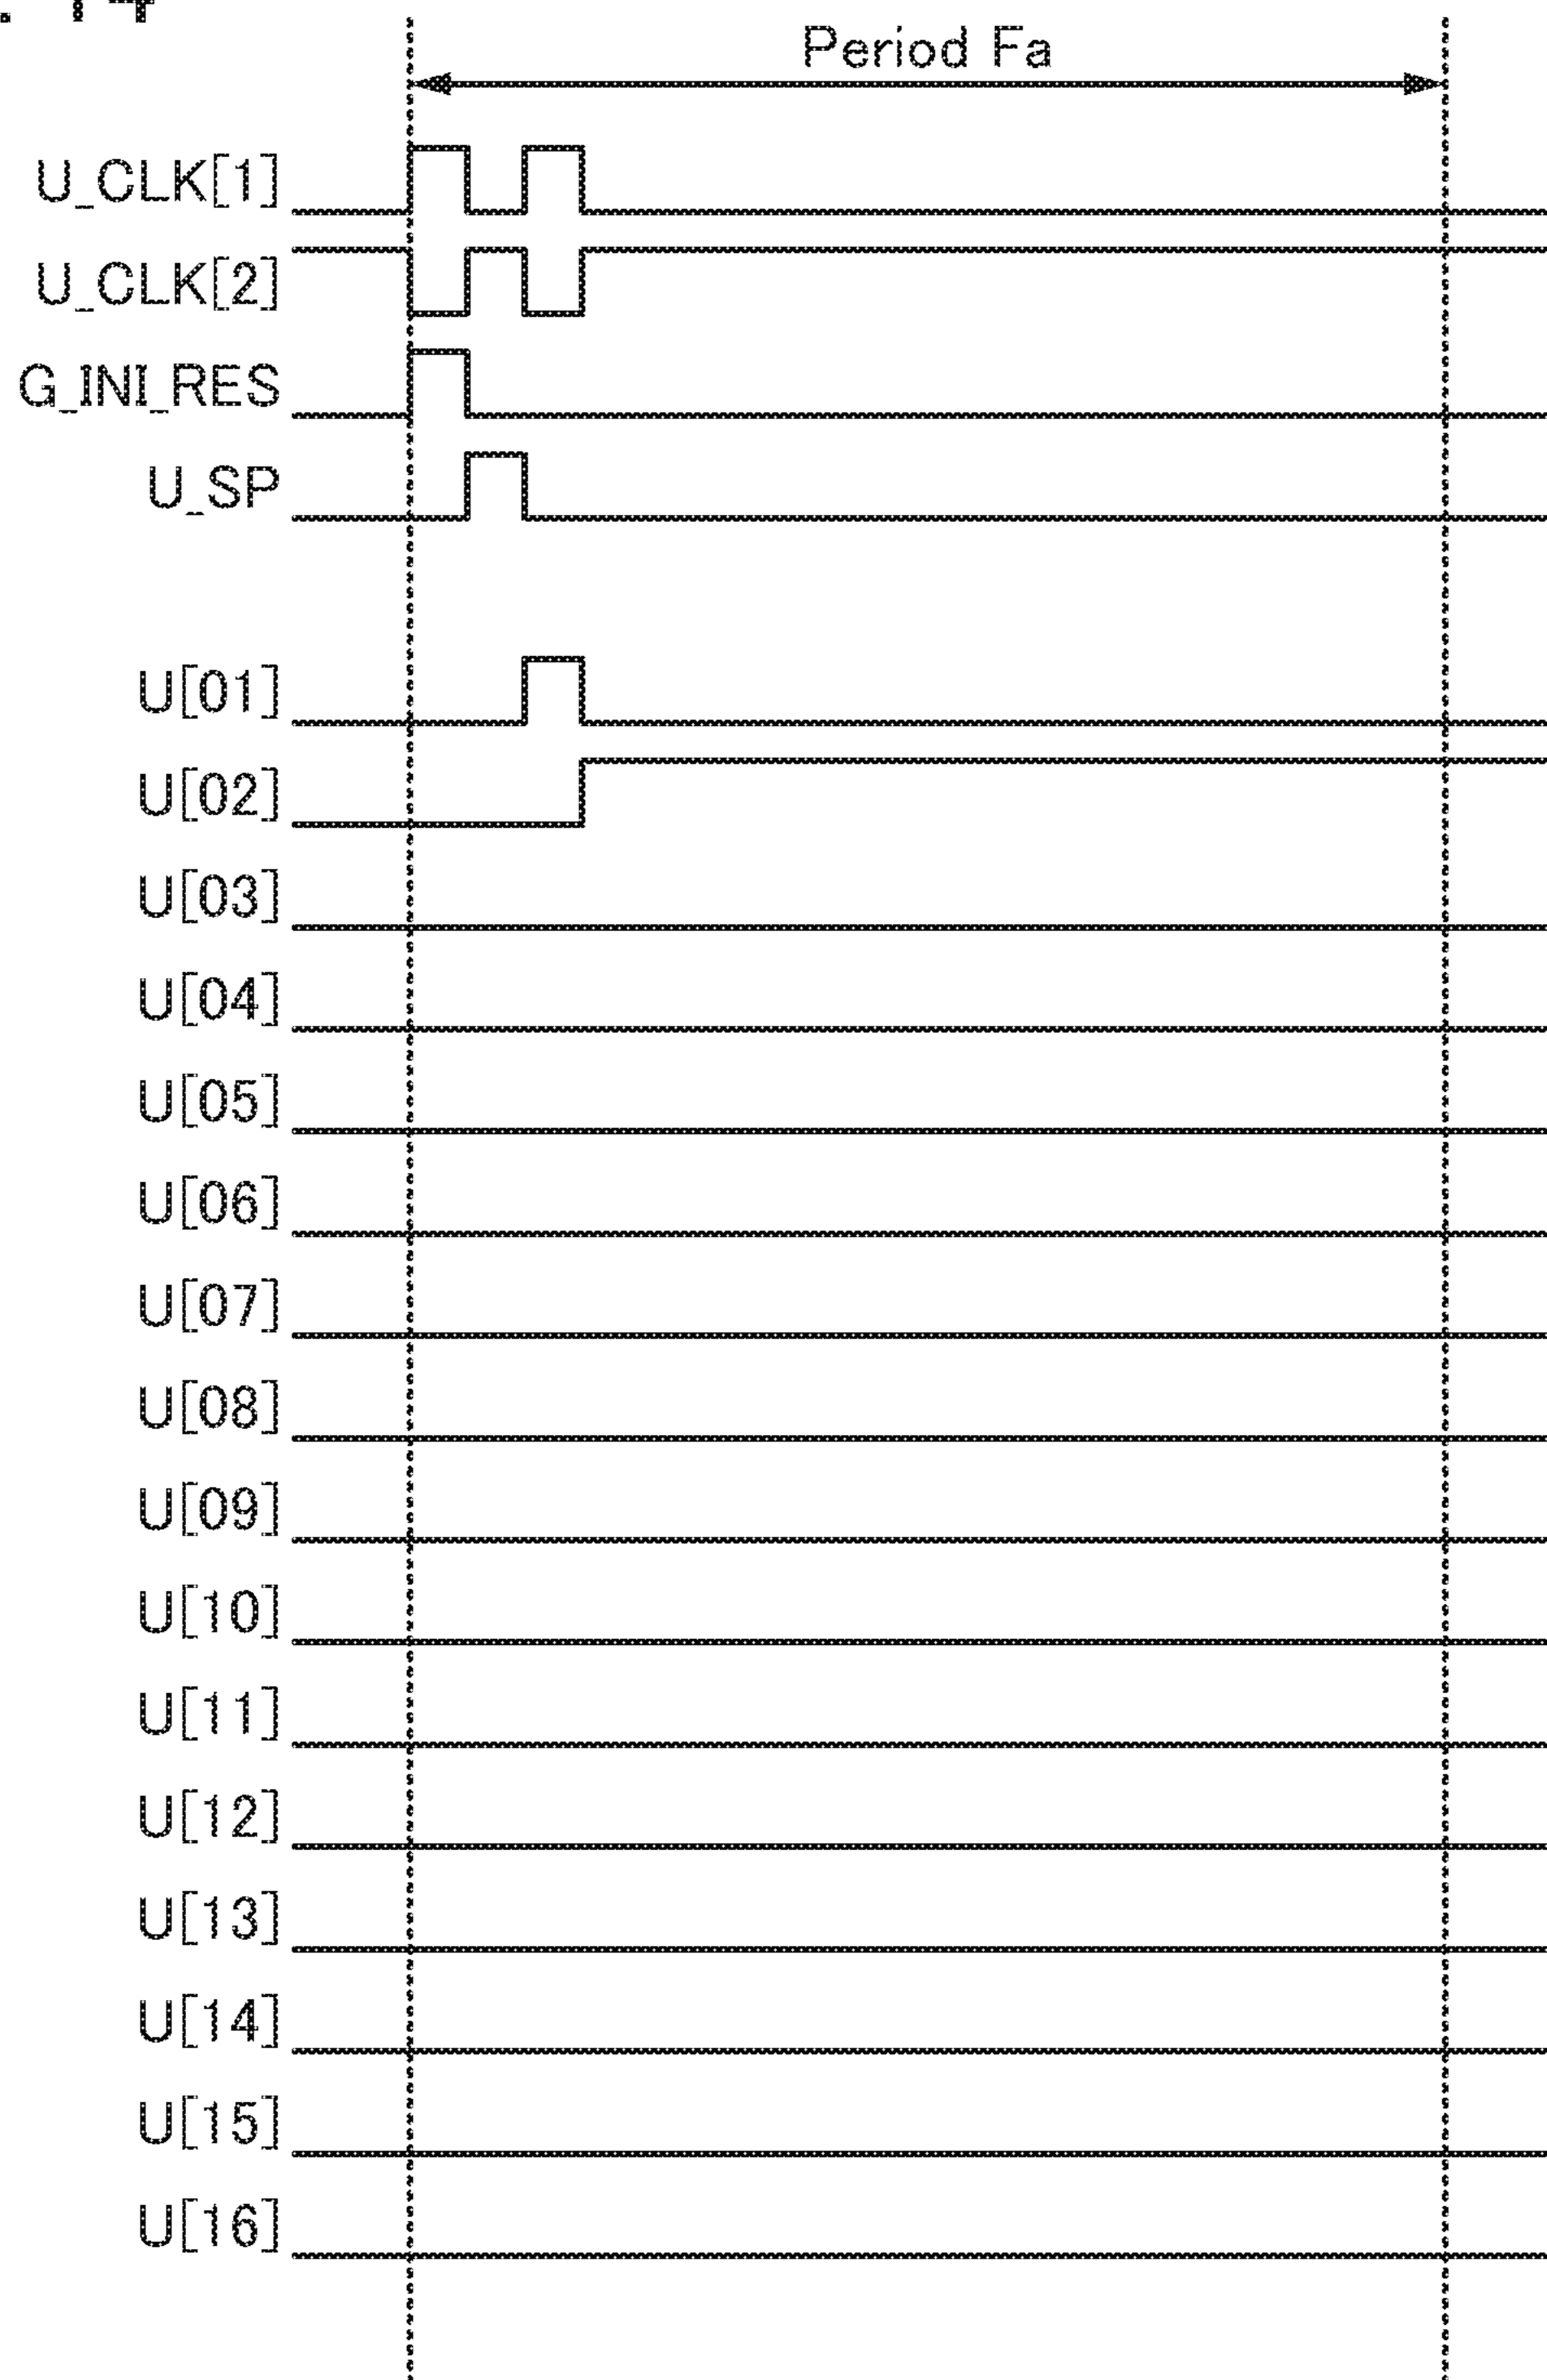 . 14
Period Fa
U_CLK[1]
U_CLK[2]
G_INI_RES
U_SP
U[01]
U[02]
U[03]
U[04]
U[05]
U[06]
U[07]
U[08]
U[09]
U[10]
U[11]
U[12]
U[13]
U[14]
U[15]
U[16]